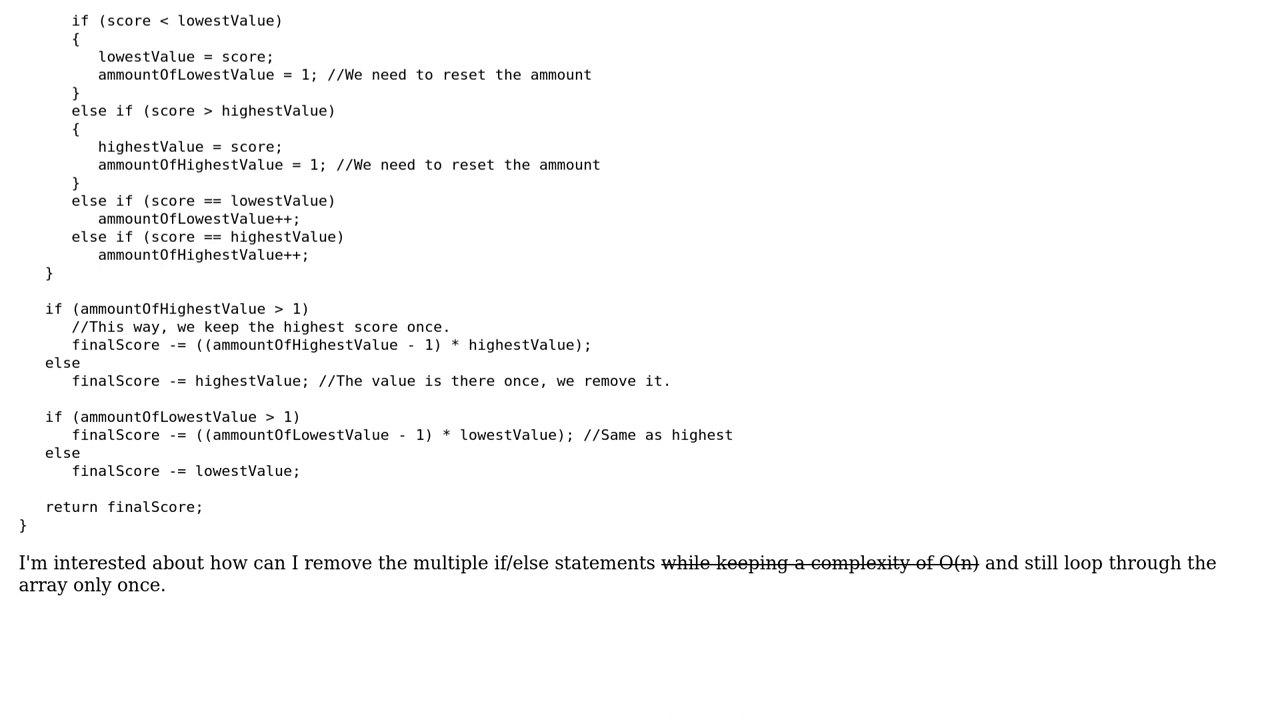 if (score < lowestValue)
{
lowestValue = score;
ammountOfLowestValue = 1; //We need to reset the ammount
}
else if (score > highestValue)
{
highestValue = score;
ammountOfHighestValue = 1; //We need to reset the amount
}
else if (score == lowestValue)
ammountOfLowestValue++;
else if (score == highestValue)
ammountOfHighestValue++;
}
if (ammountOfHighestValue > 1)
//This way, we keep the highest score once.
finalScore -= ((ammountOfHighestValue - 1) * highestValue);
else
finalScore -= highestValue; //The value is there once, we remove it.
if (ammountOfLowestValue > 1)
finalScore -= ((ammountOfLowestValue - 1) * lowestValue); //Same as highest
else
finalScore -= lowestValue;
return finalScore;
}
I'm interested about how can I remove the multiple if/else statements while keeping a complexity of O(n) and still loop through the
array only once.